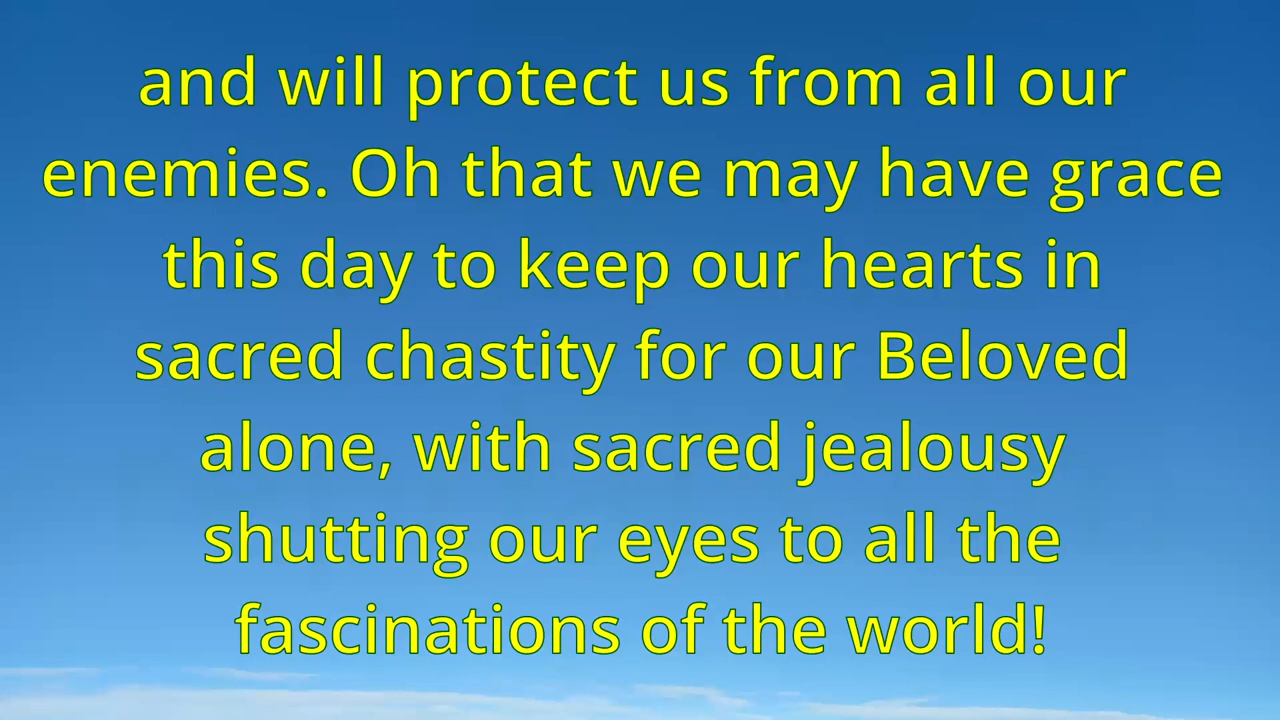 and will protect us from all our
enemies. Oh that we may have grace
this day to keep our hearts in
sacred chastity for our Beloved
alone, with sacred jealousy
shutting our eyes to all the
fascinations of the world!